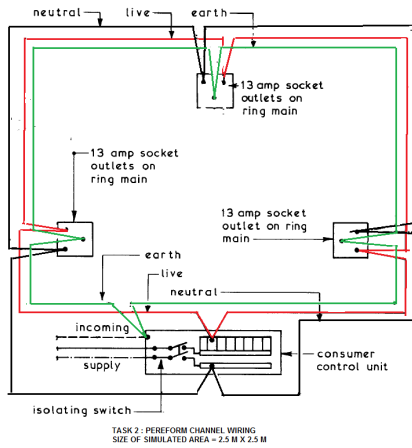 neutral
live
earth
13 amp socket
outlets on
ring main
13 amp socket
outlets on
ring main
13 amp socket
outlet on ring
main
earth
live
neutral
incoming
supply
consumer
control unit
isolating switch
TASK 2 : PEREFORM CHANNEL WIRING
SIZE OF SIMULATED AREA = 2.5 M X 2.5 M